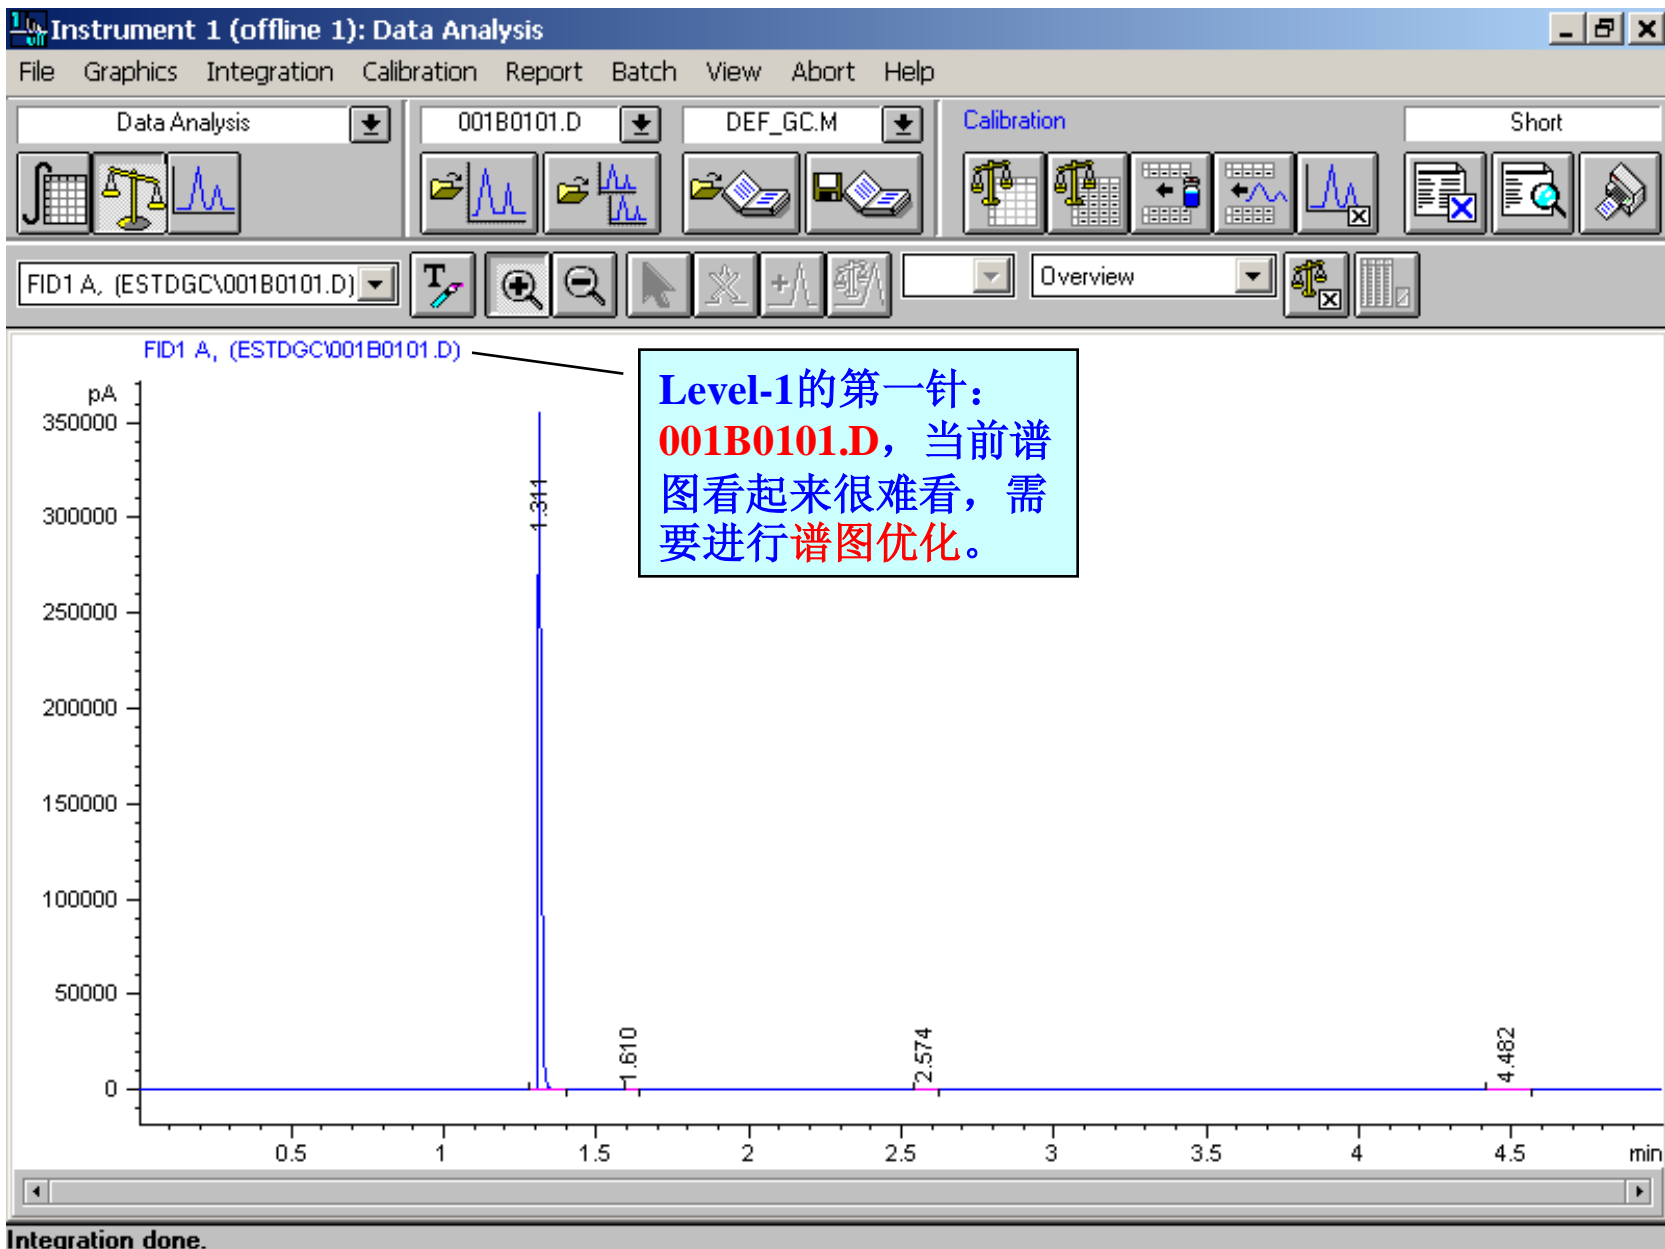 Instrument 1 (offline 1): Data Analysis
File Graphics Integration Calibration Report Batch View Abort Help
Data Analysis 001B0101.D DEF_GC.M Calibration Short
FID1 A, (ESTDGC\001B0101.D) Overview
FID1 A, (ESTDGC\001B0101.D)
Level-1的第一针：
001B0101.D，当前谱
图看起来很难看，需
要进行谱图优化。
pA
350000
300000
250000
200000
150000
100000
50000
0
1.311
1.610
2.574
4.482
0.5 1 1.5 2 2.5 3 3.5 4 4.5 min
Integration done.